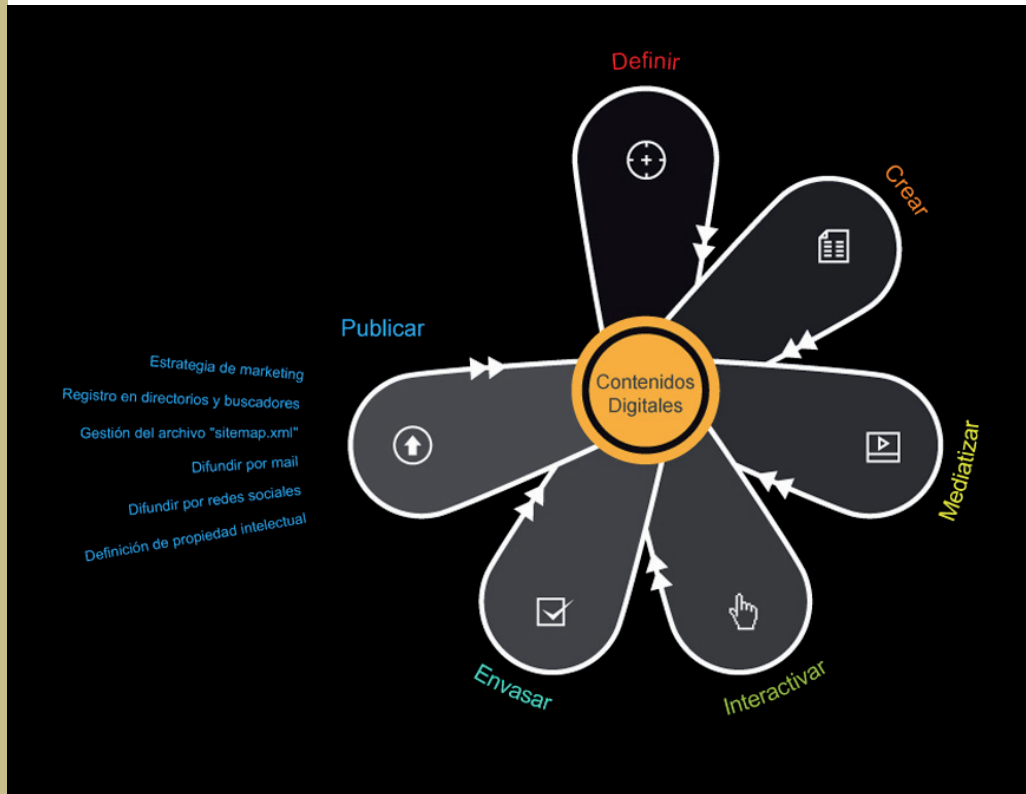 Definir
Crear
Publicar
Estrategia de marketing
Registro en directorios y buscadores
Gestión del archivo "sitemap.xml"
Difundir por mail
Difundir por redes sociales
Definición de propiedad intelectual
Contenidos
Digitales
Mediatizar
Envasar
Interactivar